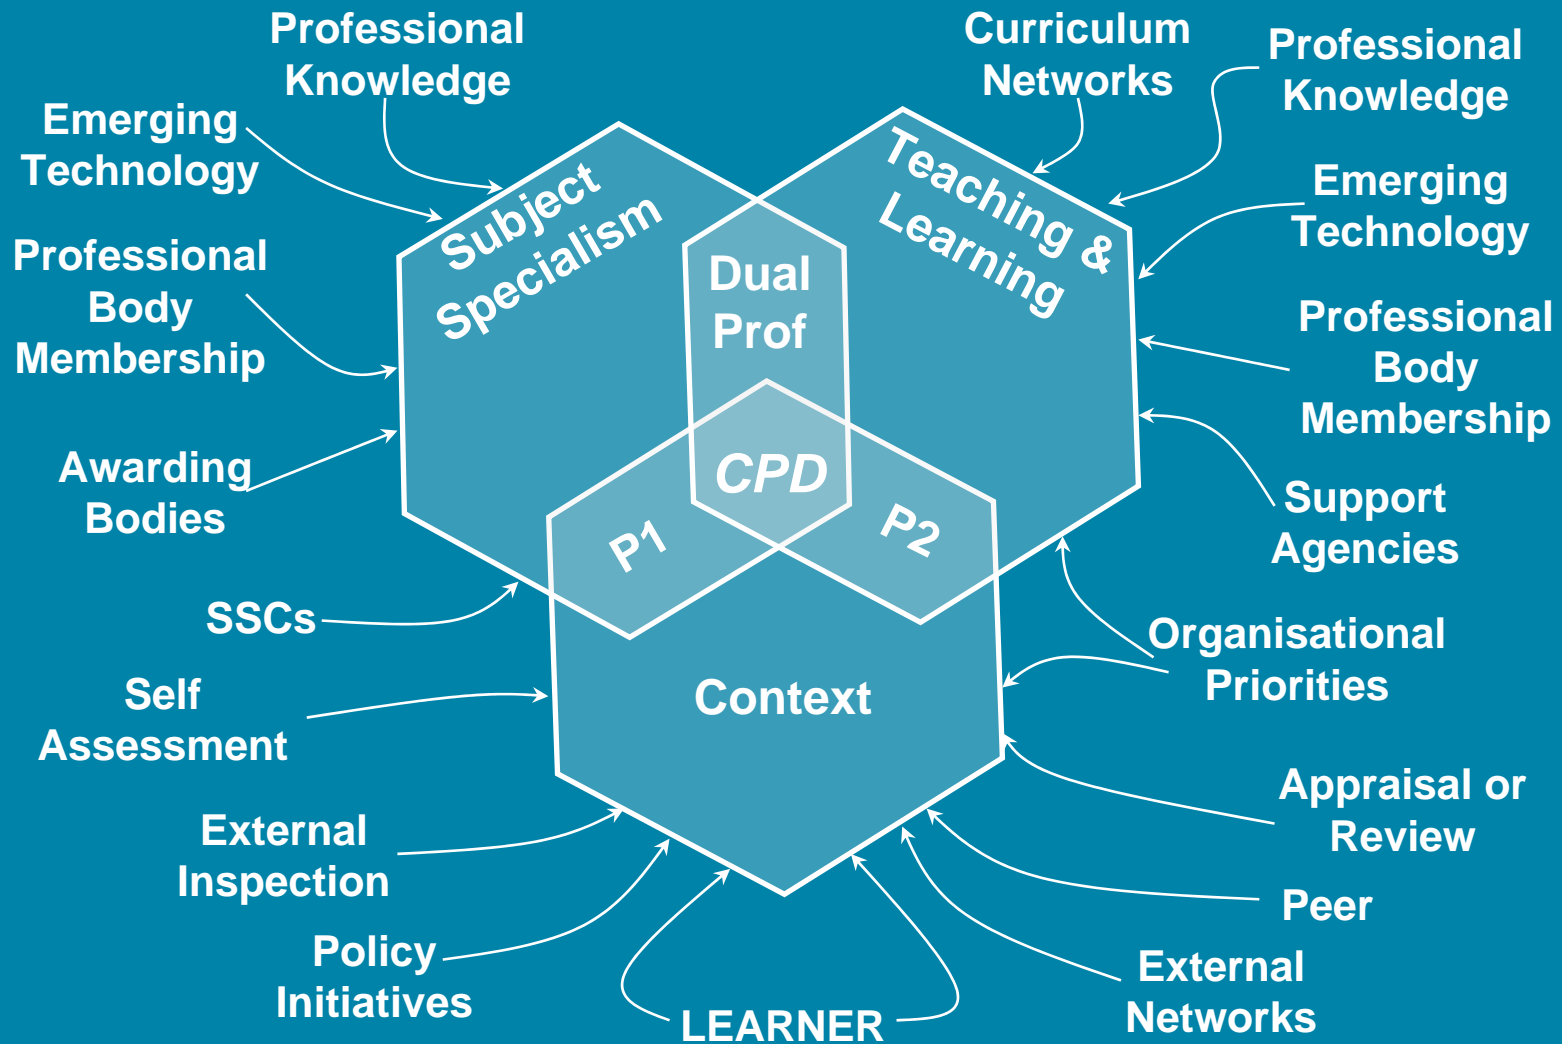 Professional
Knowledge
Curriculum
Networks
Professional
Knowledge
Emerging
Technology
Emerging
Technology
Subject
Specialism
Teaching &
Learning
Professional
Body
Membership
Dual
Prof
Professional
Body
Membership
Awarding
Bodies
CPD
P1
P2
Support
Agencies
SSCs
Organisational
Priorities
Self
Assessment
Context
Appraisal or
Review
External
Inspection
Peer
Policy
Initiatives
External
Networks
LEARNER